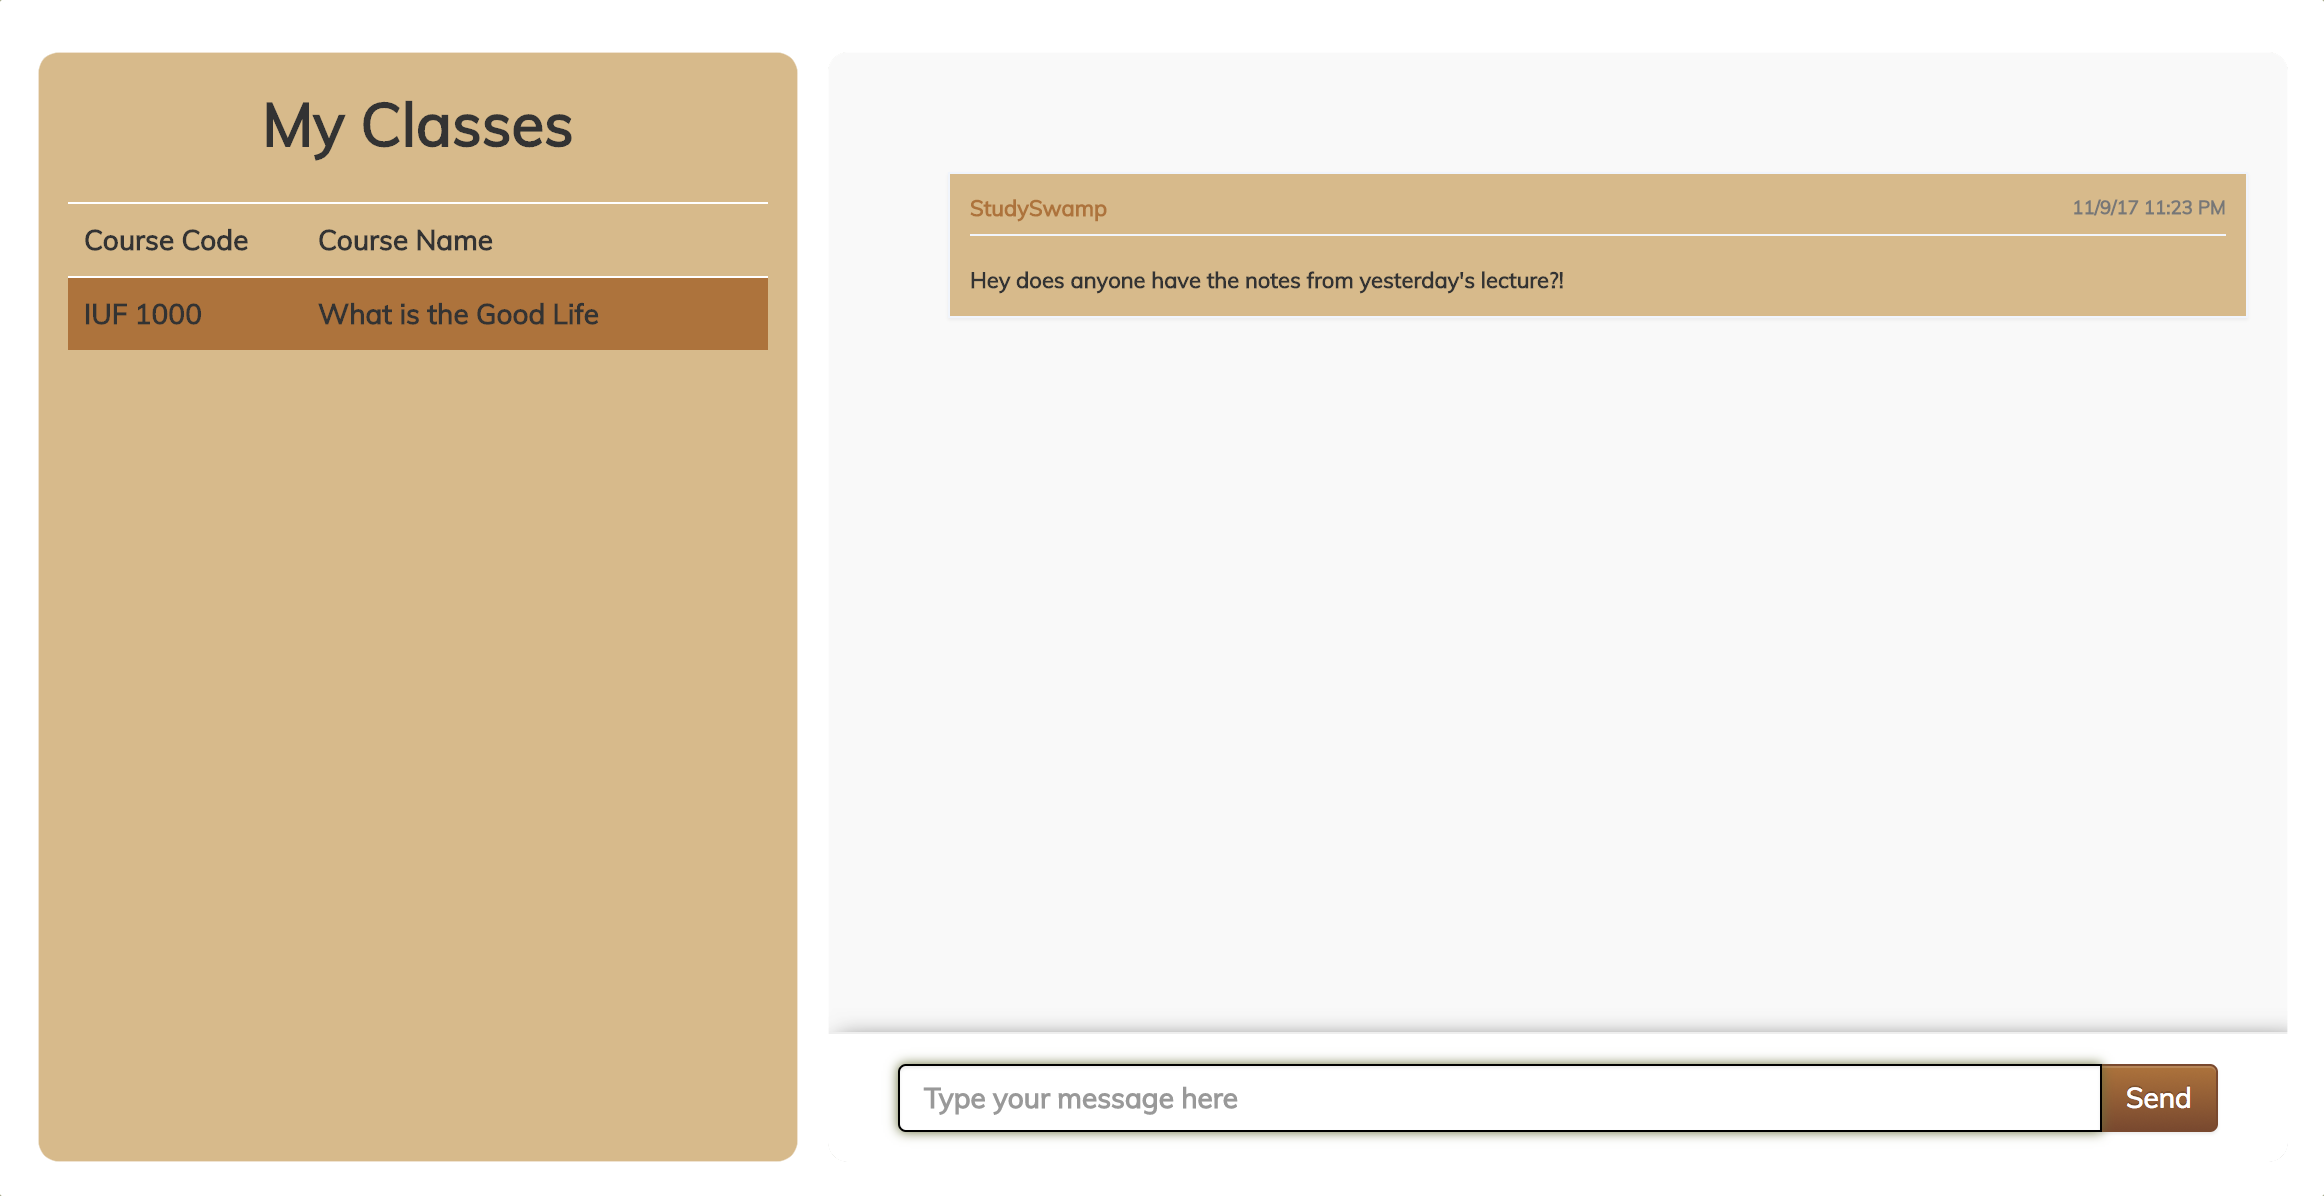 My Classes
Course Code Course Name
IUF 1000 What is the Good Life
StudySwamp 11/9/17 11:23 PM
Hey does anyone have the notes from yesterday's lecture?!
Type your message here Send